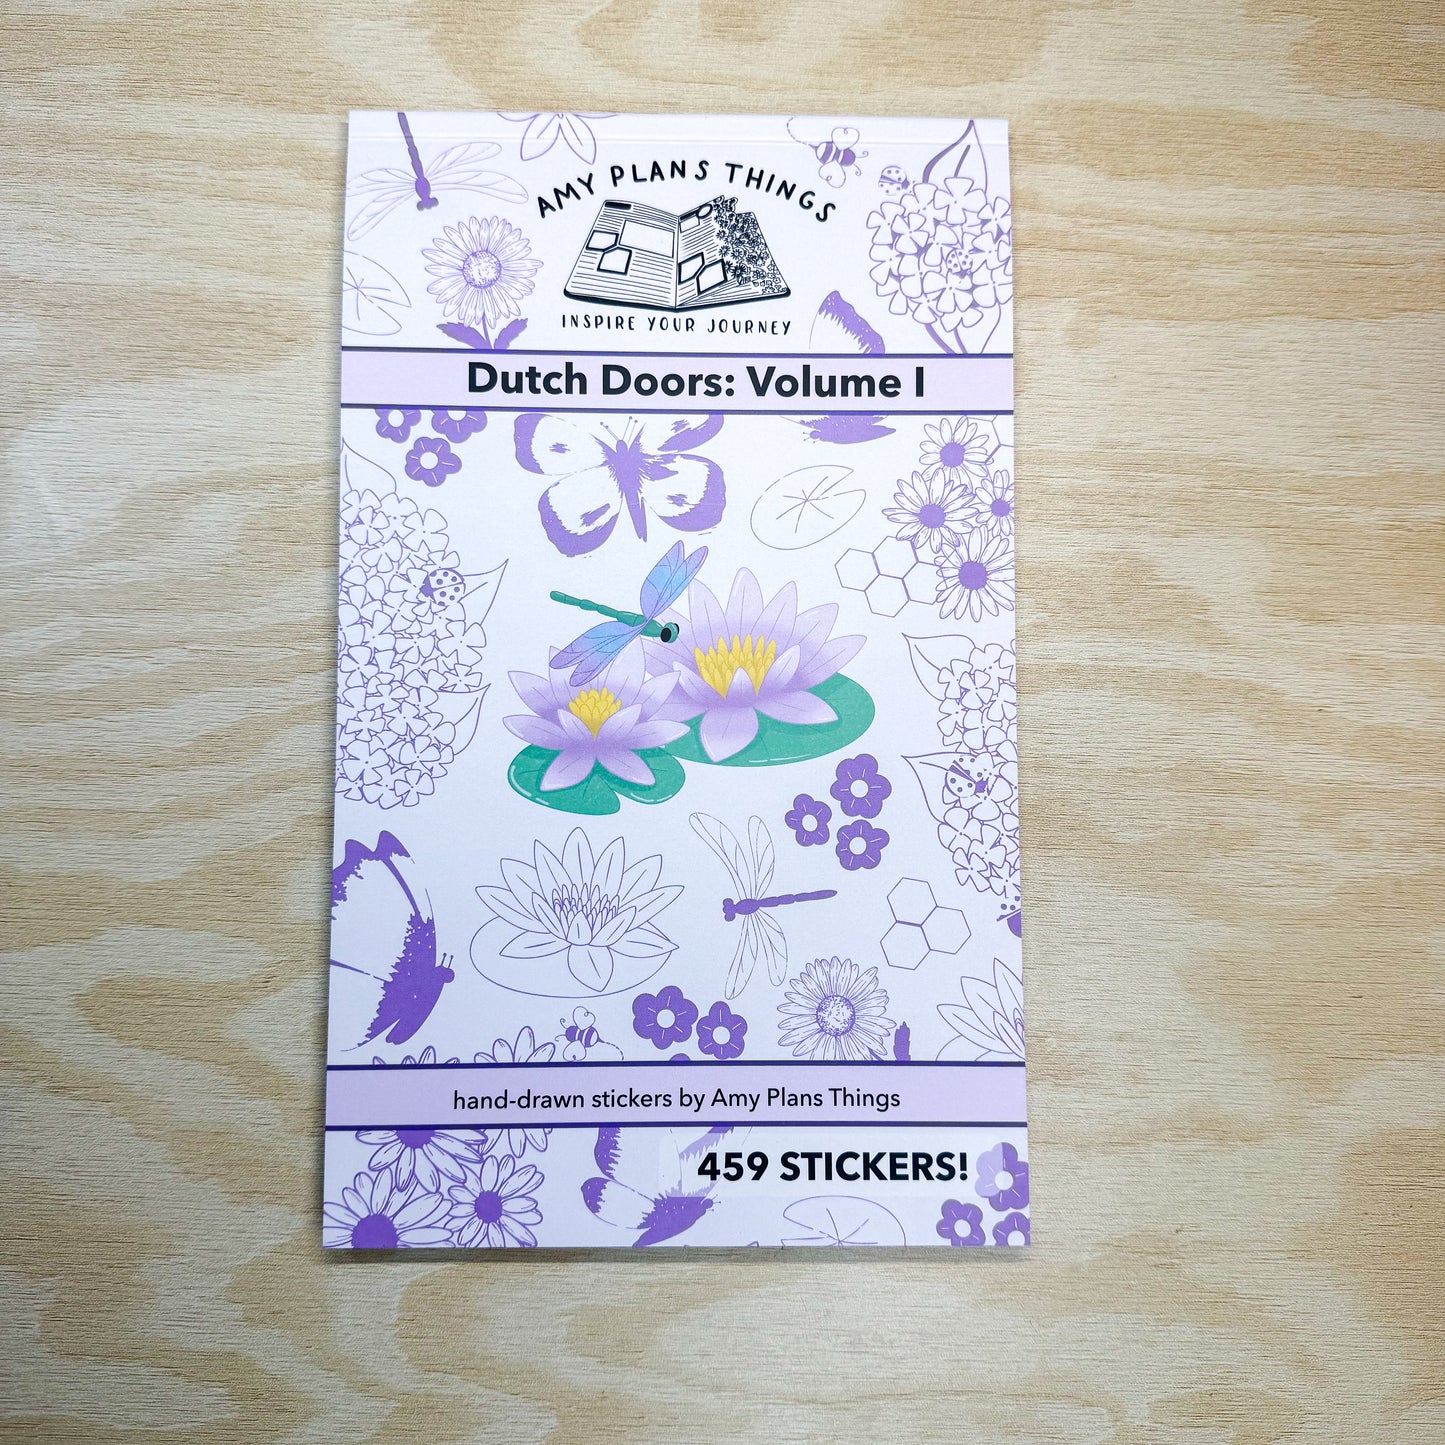 AMY PLANS THINGS
INSPIRE YOUR JOURNEY
Dutch Doors: Volume I
hand-drawn stickers by Amy Plans Things
459 STICKERS!